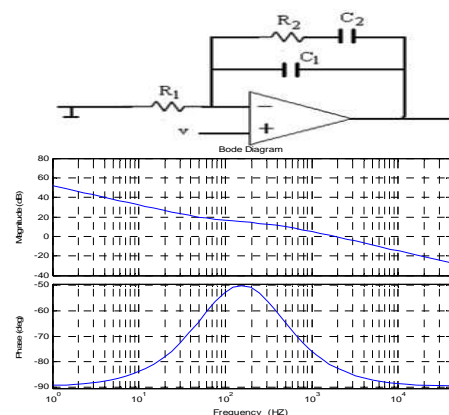 R2 C2
C1
R1
−
v +
Bode Diagram
80
60
40
20
0
-20
-40
Magnitude (dB)
-50
-60
-70
-80
-90
Phase (deg)
10^0 10^1 10^2 10^3 10^4
Frequency (HZ)